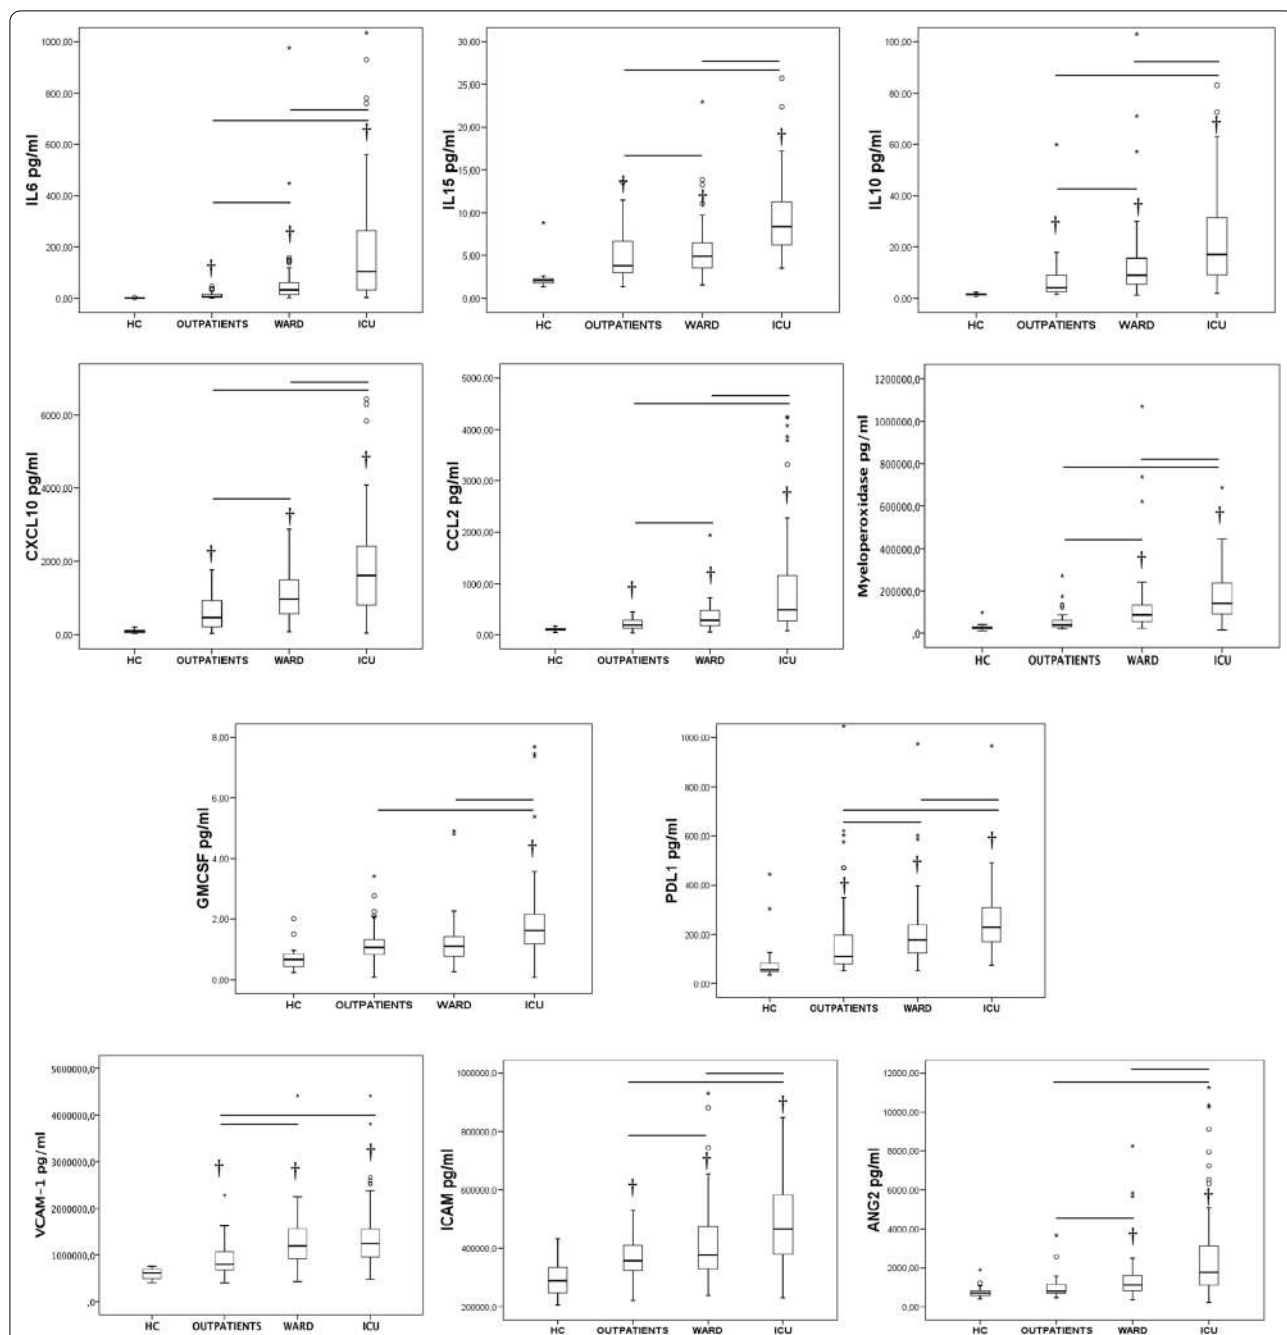 IL6 pg/ml
1000,00
800,00
600,00
400,00
200,00
0,00
HC OUTPATIENTS WARD ICU
IL15 pg/ml
30,00
25,00
20,00
15,00
10,00
5,00
0,00
HC OUTPATIENTS WARD ICU
IL10 pg/ml
100,00
80,00
60,00
40,00
20,00
0,00
HC OUTPATIENTS WARD ICU
CXCL10 pg/ml
6000,00
4000,00
2000,00
0,00
HC OUTPATIENTS WARD ICU
CCL2 pg/ml
5000,00
4000,00
3000,00
2000,00
1000,00
0,00
HC OUTPATIENTS WARD ICU
Myeloperoxidase pg/ml
1200000,0
1000000,0
800000,0
600000,0
400000,0
200000,0
,0
HC OUTPATIENTS WARD ICU
GMCSF pg/ml
8,00
6,00
4,00
2,00
0,00
HC OUTPATIENTS WARD ICU
PDL1 pg/ml
1000,00
800,00
600,00
400,00
200,00
0,00
HC OUTPATIENTS WARD ICU
VCAM-1 pg/ml
5000000,0
4000000,0
3000000,0
2000000,0
1000000,0
,0
HC OUTPATIENTS WARD ICU
ICAM pg/ml
1000000,0
800000,0
600000,0
400000,0
200000,0
HC OUTPATIENTS WARD ICU
ANG2 pg/ml
12000,00
10000,00
8000,00
6000,00
4000,00
2000,00
0,00
HC OUTPATIENTS WARD ICU